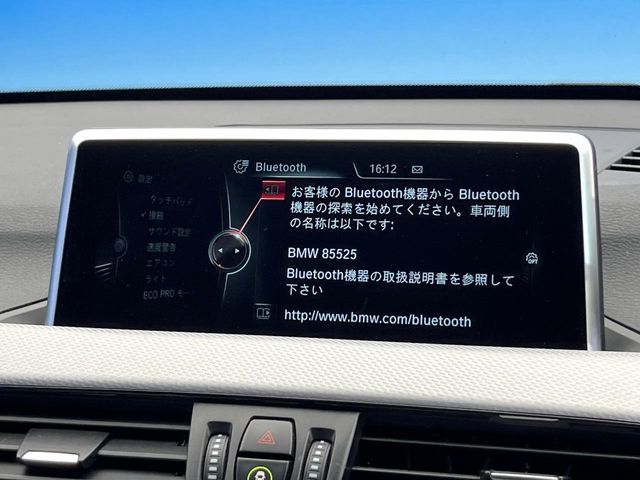 Bluetooth
16:12
設定
タッチパッド
接続
サウンド設定
速度警告
エアコン
ライト
ECO PRO モー
お客様の Bluetooth機器から Bluetooth
機器の探索を始めてください。車両側
の名称は以下です:
BMW 85525
Bluetooth機器の取扱説明書を参照して
下さい
http://www.bmw.com/bluetooth
OFF